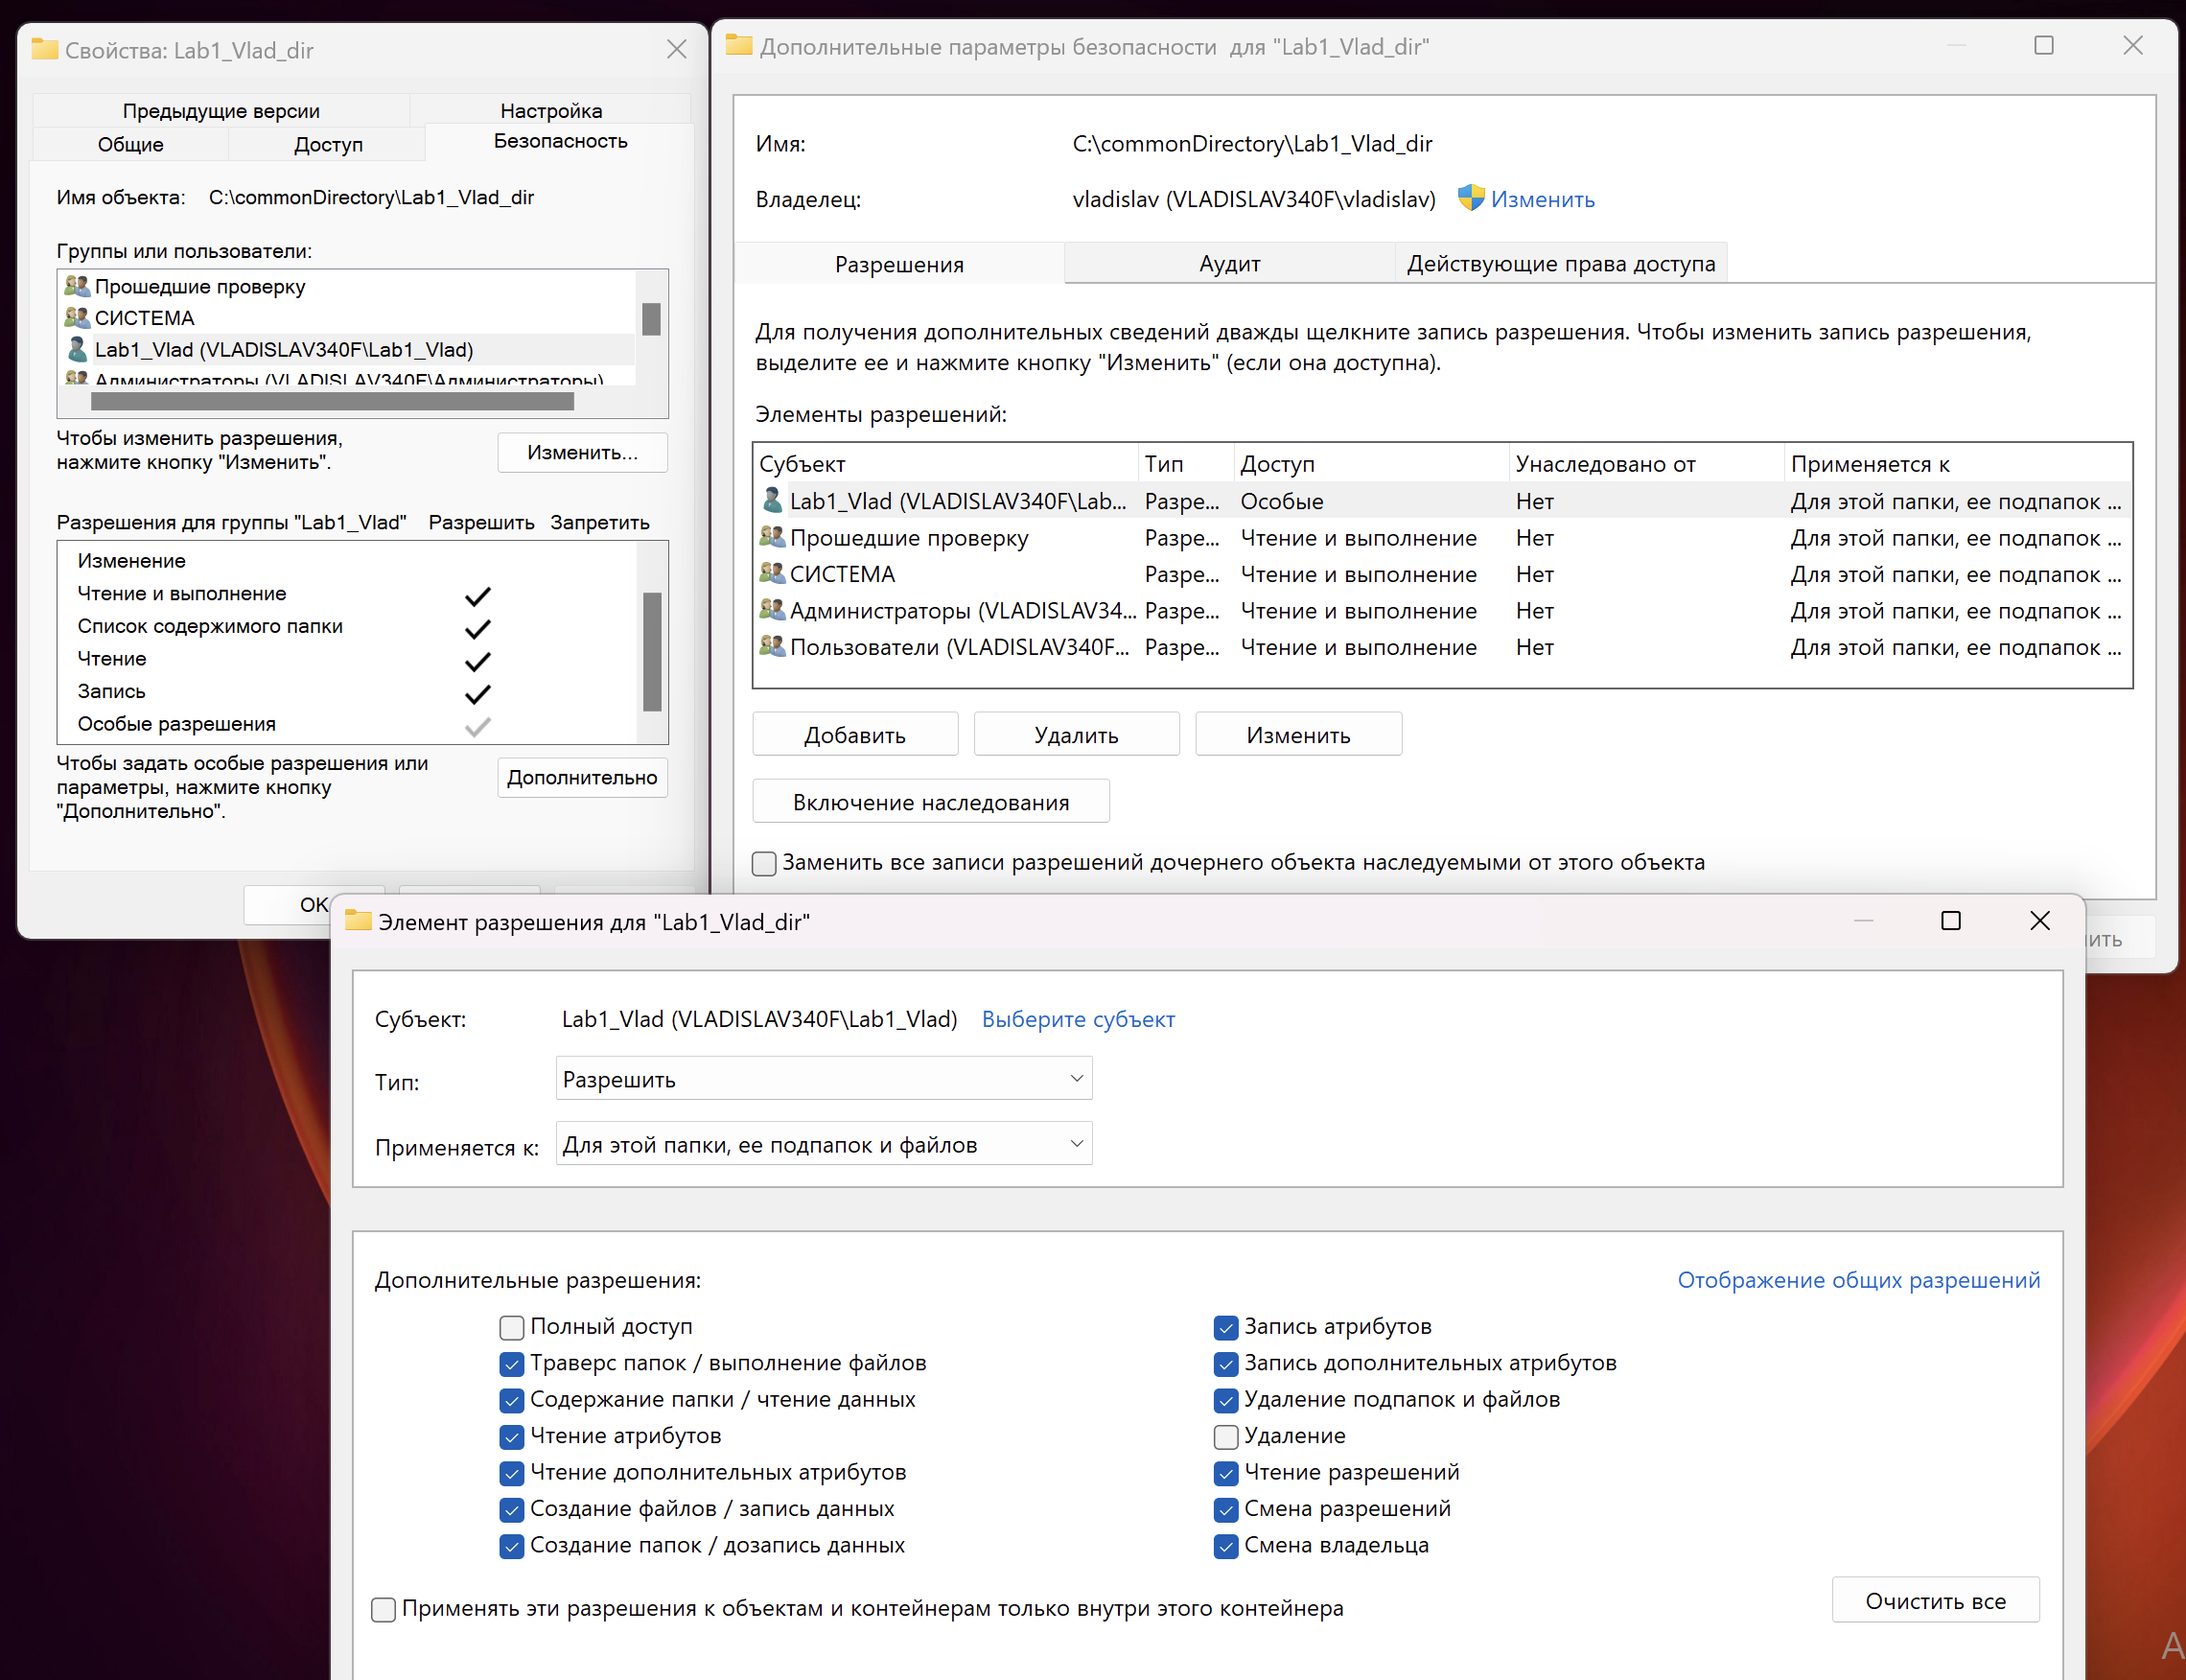 Свойства: Lab1_Vlad_dir
Предыдущие версии
Настройка
Общие
Доступ
Безопасность
Имя объекта: C:\commonDirectory\Lab1_Vlad_dir
Группы или пользователи:
Прошедшие проверку
СИСТЕМА
Lab1_Vlad (VLADISLAV340F\Lab1_Vlad)
Администраторы (VLADISLAV340F\Администраторы)
Чтобы изменить разрешения,
нажмите кнопку "Изменить".
Изменить...
Разрешения для группы "Lab1_Vlad" Разрешить Запретить
Изменение
Чтение и выполнение
Список содержимого папки
Чтение
Запись
Особые разрешения
Чтобы задать особые разрешения или
параметры, нажмите кнопку
"Дополнительно".
Дополнительно
ОК
Дополнительные параметры безопасности для "Lab1_Vlad_dir"
Имя: C:\commonDirectory\Lab1_Vlad_dir
Владелец: vladislav (VLADISLAV340F\vladislav) Изменить
Разрешения
Аудит
Действующие права доступа
Для получения дополнительных сведений дважды щелкните запись разрешения. Чтобы изменить запись разрешения,
выделите ее и нажмите кнопку "Изменить" (если она доступна).
Элементы разрешений:
Субъект Тип Доступ Унаследовано от Применяется к
Lab1_Vlad (VLADISLAV340F\Lab... Разре... Особые Нет Для этой папки, ее подпапок ...
Прошедшие проверку Разре... Чтение и выполнение Нет Для этой папки, ее подпапок ...
СИСТЕМА Разре... Чтение и выполнение Нет Для этой папки, ее подпапок ...
Администраторы (VLADISLAV34... Разре... Чтение и выполнение Нет Для этой папки, ее подпапок ...
Пользователи (VLADISLAV340F... Разре... Чтение и выполнение Нет Для этой папки, ее подпапок ...
Добавить
Удалить
Изменить
Включение наследования
Заменить все записи разрешений дочернего объекта наследуемыми от этого объекта
Элемент разрешения для "Lab1_Vlad_dir"
Субъект: Lab1_Vlad (VLADISLAV340F\Lab1_Vlad) Выберите субъект
Тип: Разрешить
Применяется к: Для этой папки, ее подпапок и файлов
Дополнительные разрешения:
Отображение общих разрешений
Полный доступ
Траверс папок / выполнение файлов
Содержание папки / чтение данных
Чтение атрибутов
Чтение дополнительных атрибутов
Создание файлов / запись данных
Создание папок / дозапись данных
Запись атрибутов
Запись дополнительных атрибутов
Удаление подпапок и файлов
Удаление
Чтение разрешений
Смена разрешений
Смена владельца
Применять эти разрешения к объектам и контейнерам только внутри этого контейнера
Очистить все